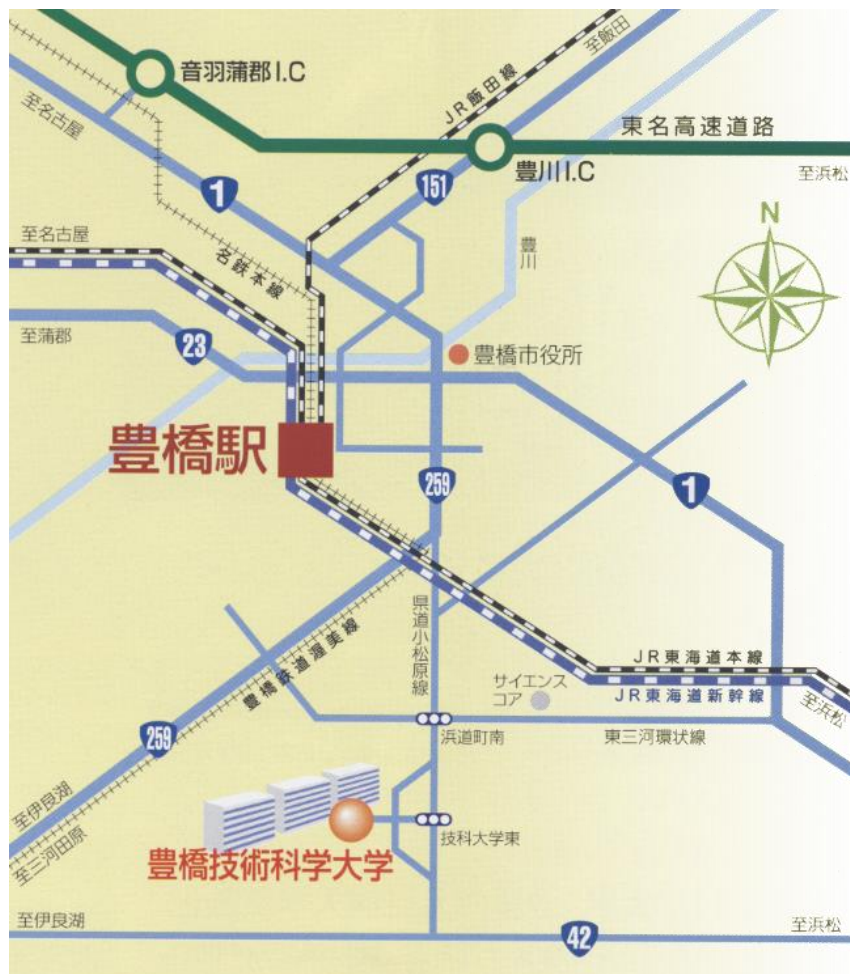 音羽蒲郡I.C
JR飯田線
至飯田
至名古屋
東名高速道路
豊川I.C
至浜松
1
151
N
至名古屋
名鉄本線
豊川
至蒲郡
23
豊橋市役所
豊橋駅
259
1
県道小松原線
豊橋鉄道渥美線
JR東海道本線
サイエンス
コア
JR東海道新幹線
至浜松
259
浜道町南
東三河環状線
至伊良湖
至三河田原
技科大学東
豊橋技術科学大学
至伊良湖
至浜松
42